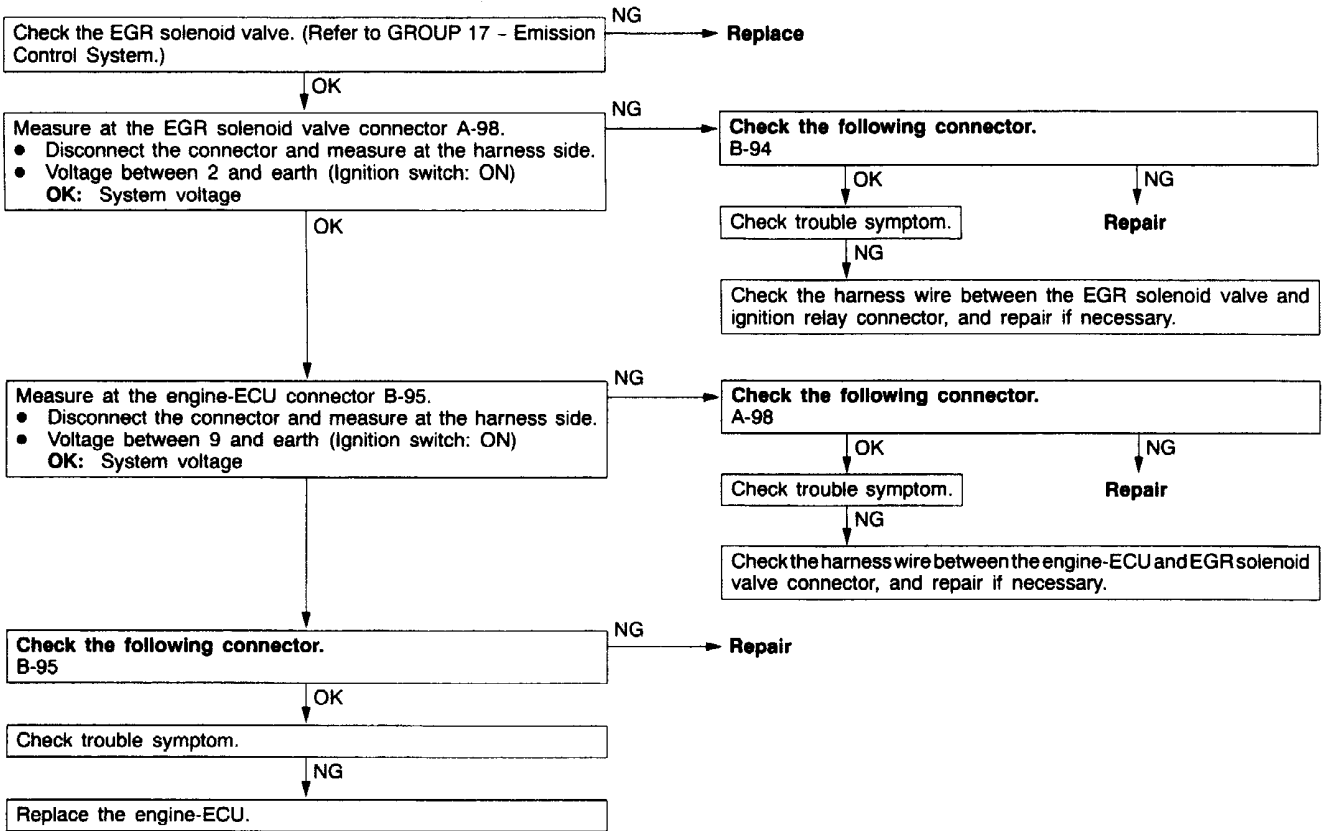 Check the EGR solenoid valve. (Refer to GROUP 17 – Emission
Control System.)
NG
Replace
OK
Measure at the EGR solenoid valve connector A-98.
● Disconnect the connector and measure at the harness side.
● Voltage between 2 and earth (Ignition switch: ON)
OK: System voltage
NG
Check the following connector.
B-94
OK
NG
Check trouble symptom.
Repair
NG
Check the harness wire between the EGR solenoid valve and
ignition relay connector, and repair if necessary.
OK
Measure at the engine-ECU connector B-95.
● Disconnect the connector and measure at the harness side.
● Voltage between 9 and earth (Ignition switch: ON)
OK: System voltage
NG
Check the following connector.
A-98
OK
NG
Check trouble symptom.
Repair
NG
Check the harness wire between the engine-ECU and EGR solenoid
valve connector, and repair if necessary.
Check the following connector.
B-95
NG
Repair
OK
Check trouble symptom.
NG
Replace the engine-ECU.